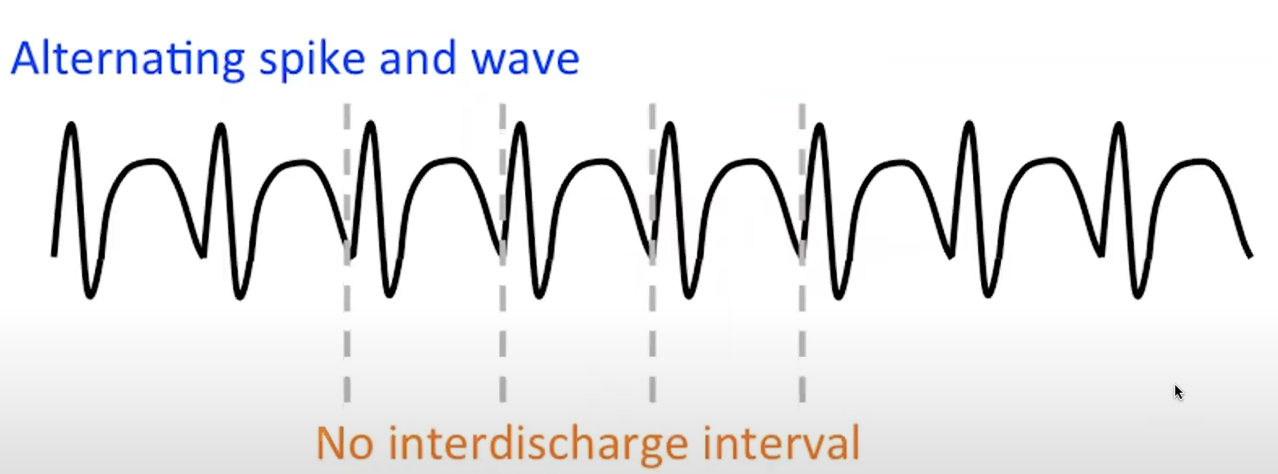 Alternating spike and wave
No interdischarge interval